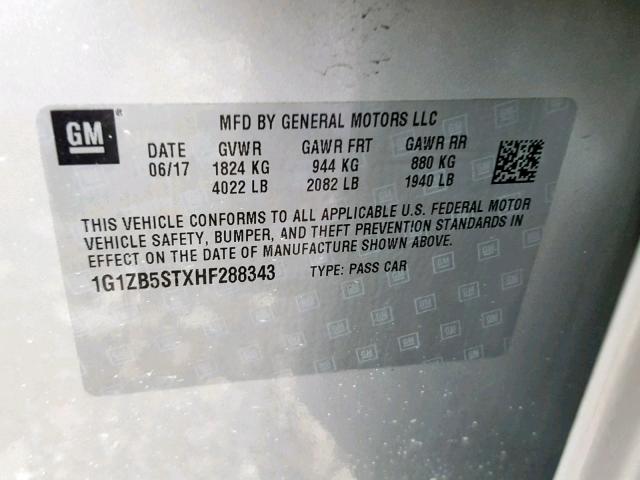 GM ®
MFD BY GENERAL MOTORS LLC
DATE GVWR GAWR FRT GAWR RR
06/17 1824 KG 944 KG 880 KG
4022 LB 2082 LB 1940 LB
THIS VEHICLE CONFORMS TO ALL APPLICABLE U.S. FEDERAL MOTOR
VEHICLE SAFETY, BUMPER, AND THEFT PREVENTION STANDARDS IN
EFFECT ON THE DATE OF MANUFACTURE SHOWN ABOVE.
1G1ZB5STXHF288343 TYPE: PASS CAR